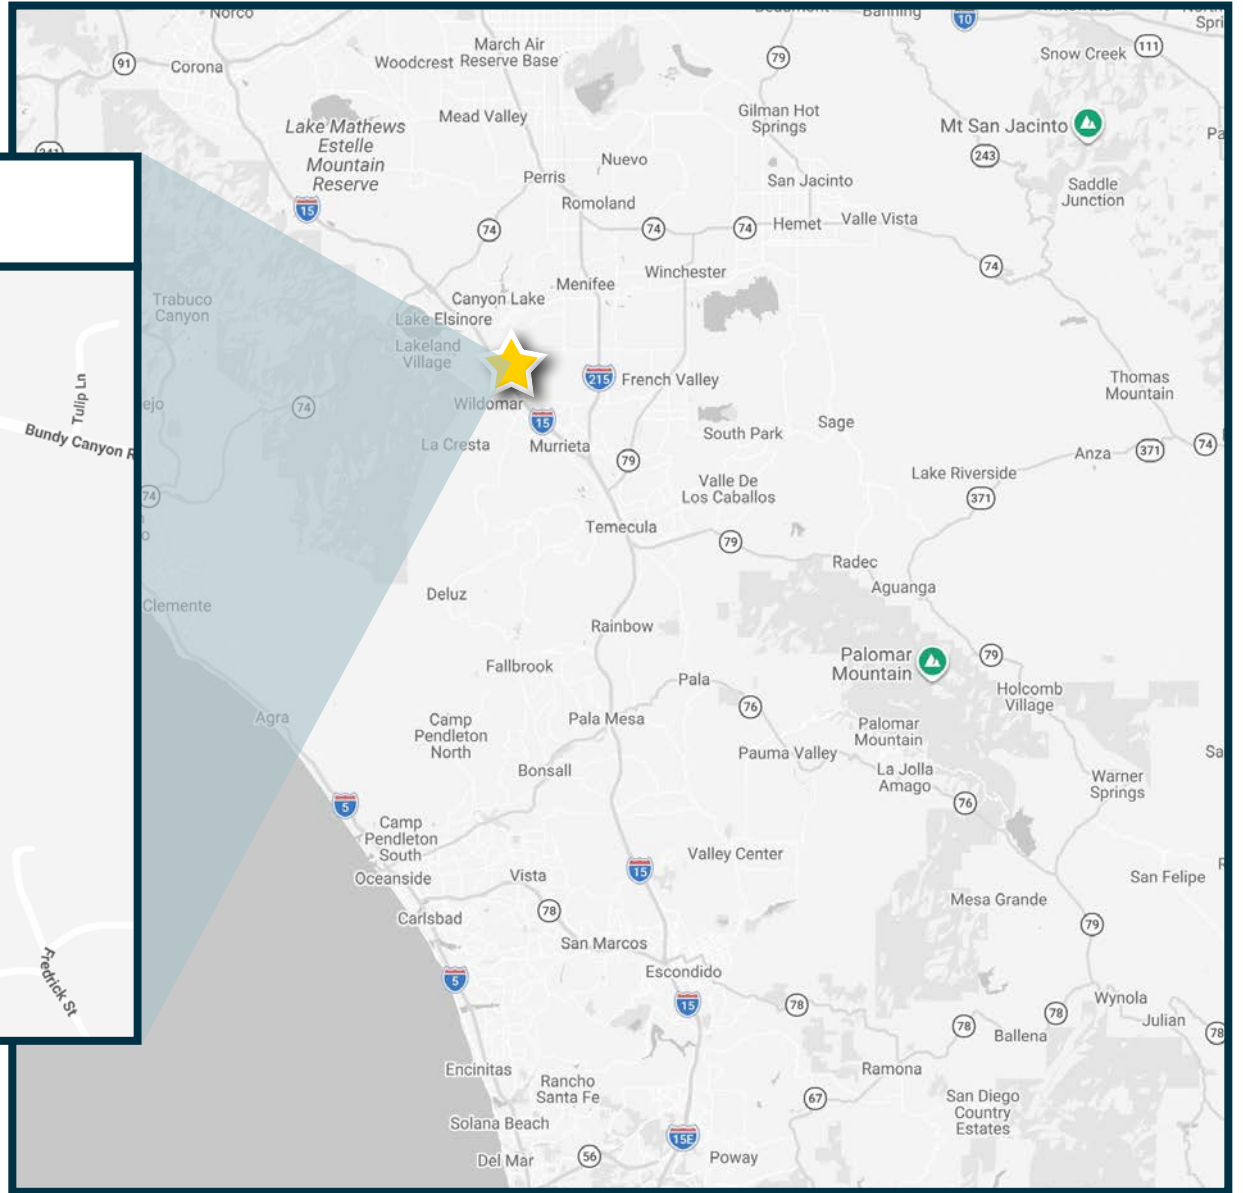 Norco
Beaumont
Banning
10
Whitewater
91
Corona
Woodcrest
March Air
Reserve Base
79
Snow Creek
111
Lake Mathews
Estelle
Mountain
Reserve
Mead Valley
Gilman Hot
Springs
Mt San Jacinto
243
241
Nuevo
Perris
San Jacinto
Saddle
Junction
15
Romoland
74
74
74
Hemet
Valle Vista
74
Winchester
Menifee
Canyon Lake
Trabuco
Canyon
Lake Elsinore
Lakeland
Village
215
French Valley
Thomas
Mountain
Tulip Ln
74
Wildomar
15
Bundy Canyon R
La Cresta
Murrieta
79
South Park
Sage
Anza
371
74
Lake Riverside
371
Valle De
Los Caballos
74
Temecula
79
Radec
Aguanga
Deluz
Clemente
Rainbow
Palomar
Mountain
79
Fallbrook
Pala
Holcomb
Village
76
Agra
Camp
Pendleton
North
Pala Mesa
Palomar
Mountain
Pauma Valley
La Jolla
Amago
Bonsall
Warner
Springs
5
76
Camp
Pendleton
South
Valley Center
15
Oceanside
Vista
San Felipe
Mesa Grande
78
Carlsbad
79
San Marcos
Fredrick St
Escondido
5
15
78
Wynola
78
Julian
78
Ballena
78
Encinitas
Rancho
Santa Fe
Ramona
67
San Diego
Country
Estates
Solana Beach
15E
56
Del Mar
Poway